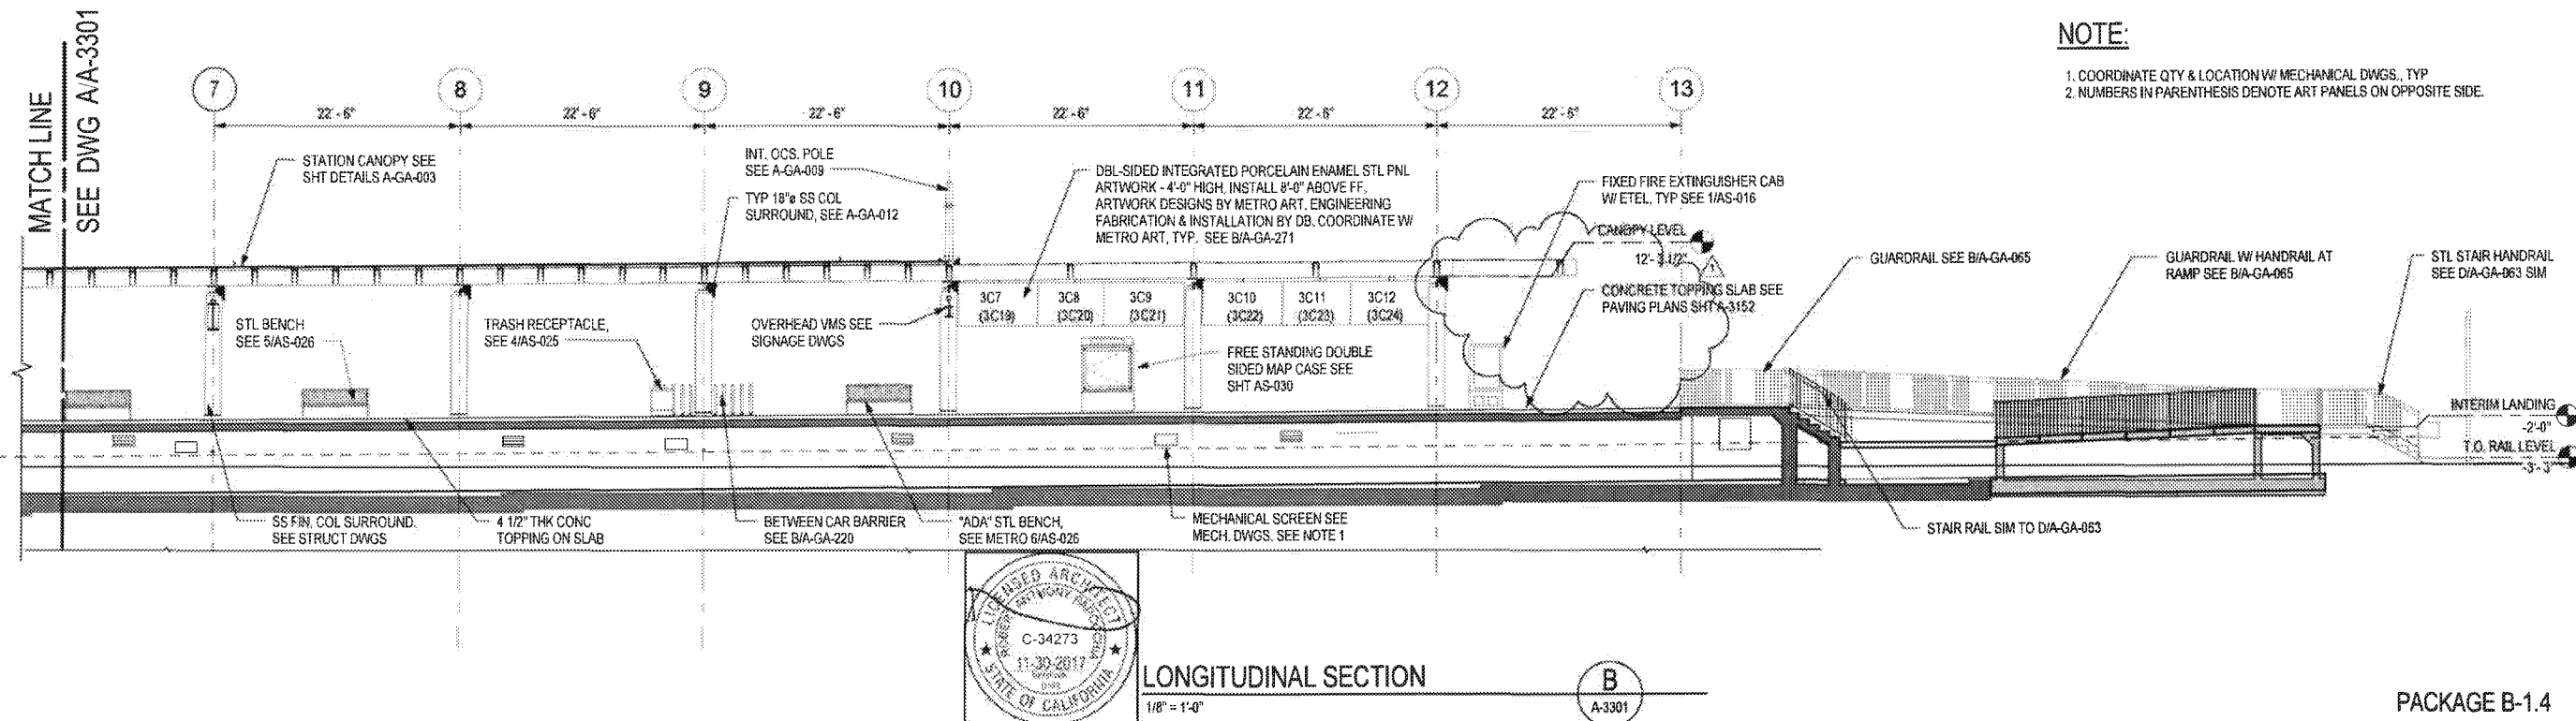 MATCH LINE
SEE DWG A/A-3301
NOTE:
1. COORDINATE QTY & LOCATION W/ MECHANICAL DWGS., TYP
2. NUMBERS IN PARENTHESIS DENOTE ART PANELS ON OPPOSITE SIDE.
7
8
9
10
11
12
13
22'-6"
22'-6"
22'-6"
22'-6"
22'-6"
22'-6"
STATION CANOPY SEE
SHT DETAILS A-GA-003
INT. OCS. POLE
SEE A-GA-009
TYP 18"ø SS COL
SURROUND, SEE A-GA-012
DBL-SIDED INTEGRATED PORCELAIN ENAMEL STL PNL
ARTWORK - 4'-0" HIGH, INSTALL 8'-0" ABOVE FF,
ARTWORK DESIGNS BY METRO ART. ENGINEERING
FABRICATION & INSTALLATION BY DB. COORDINATE W/
METRO ART, TYP. SEE B/A-GA-271
FIXED FIRE EXTINGUISHER CAB
W/ ETEL, TYP SEE 1/AS-016
CANOPY LEVEL
12'- 3 1/2"
1
CONCRETE TOPPING SLAB SEE
PAVING PLANS SHT A-3152
GUARDRAIL SEE B/A-GA-065
GUARDRAIL W/ HANDRAIL AT
RAMP SEE B/A-GA-065
STL STAIR HANDRAIL
SEE D/A-GA-063 SIM
STL BENCH
SEE 5/AS-026
TRASH RECEPTACLE,
SEE 4/AS-025
OVERHEAD VMS SEE
SIGNAGE DWGS
3C7
(3C19)
3C8
(3C20)
3C9
(3C21)
3C10
(3C22)
3C11
(3C23)
3C12
(3C24)
FREE STANDING DOUBLE
SIDED MAP CASE SEE
SHT AS-030
INTERIM LANDING
-2'-0"
T.O. RAIL LEVEL
-3'-3"
SS FIN. COL SURROUND.
SEE STRUCT DWGS
4 1/2" THK CONC
TOPPING ON SLAB
BETWEEN CAR BARRIER
SEE B/A-GA-220
"ADA" STL BENCH,
SEE METRO 6/AS-026
MECHANICAL SCREEN SEE
MECH. DWGS. SEE NOTE 1
STAIR RAIL SIM TO D/A-GA-063
LICENSED ARCHITECT
C-34273
11-30-2017
STATE OF CALIFORNIA
LONGITUDINAL SECTION
1/8" = 1'-0"
B
A-3301
PACKAGE B-1.4